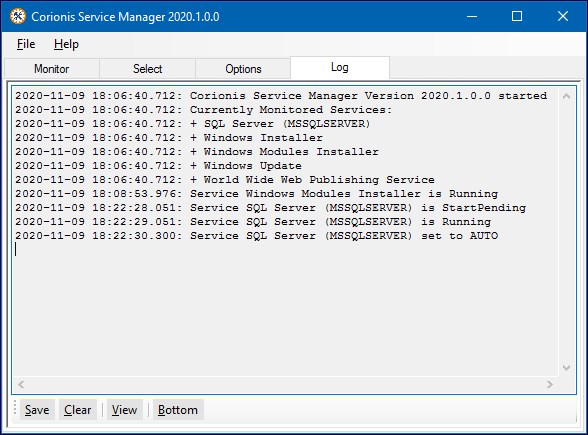 Corionis Service Manager 2020.1.0.0
File Help
Monitor Select Options Log
2020-11-09 18:06:40.712: Corionis Service Manager Version 2020.1.0.0 started
2020-11-09 18:06:40.712: Currently Monitored Services:
2020-11-09 18:06:40.712: + SQL Server (MSSQLSERVER)
2020-11-09 18:06:40.712: + Windows Installer
2020-11-09 18:06:40.712: + Windows Modules Installer
2020-11-09 18:06:40.712: + Windows Update
2020-11-09 18:06:40.712: + World Wide Web Publishing Service
2020-11-09 18:08:53.976: Service Windows Modules Installer is Running
2020-11-09 18:22:28.051: Service SQL Server (MSSQLSERVER) is StartPending
2020-11-09 18:22:29.051: Service SQL Server (MSSQLSERVER) is Running
2020-11-09 18:22:30.300: Service SQL Server (MSSQLSERVER) set to AUTO
Save Clear View Bottom